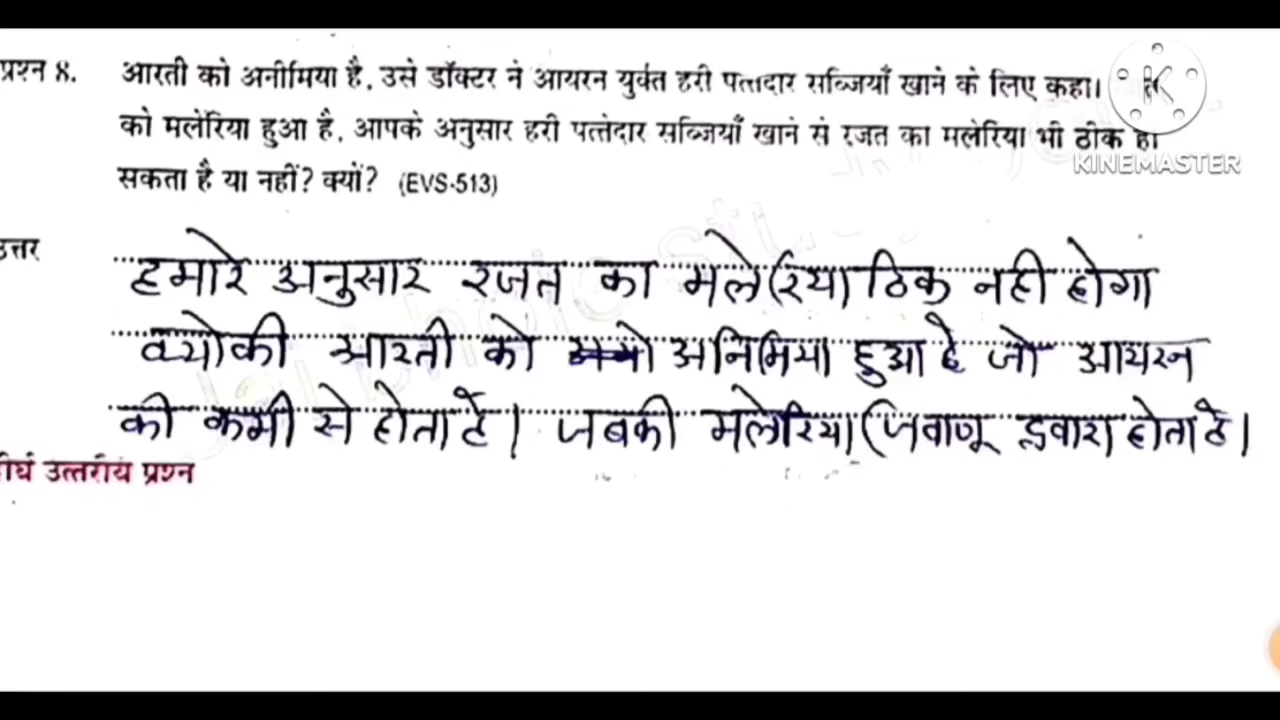 प्रश्न 8. आरती को अनीमिया है, उसे डॉक्टर ने आयरन युक्त हरी पत्तदार सब्जियाँ खाने के लिए कहा।
को मलेरिया हुआ है, आपके अनुसार हरी पत्तेदार सब्जियाँ खाने से रजत का मलेरिया भी ठीक हो
KINEMASTER
सकता है या नहीं? क्यों? (EVS-513)
उत्तर
हमारे अनुसार रजत का मलेरिया ठिक नही होगा
क्योकी आरती को अनिमिया हुआ है जो आयरन
की कमी से होता है। जबकी मलेरिया जिवाणू द्वारा होता है।
र्घ उत्तरीय प्रश्न